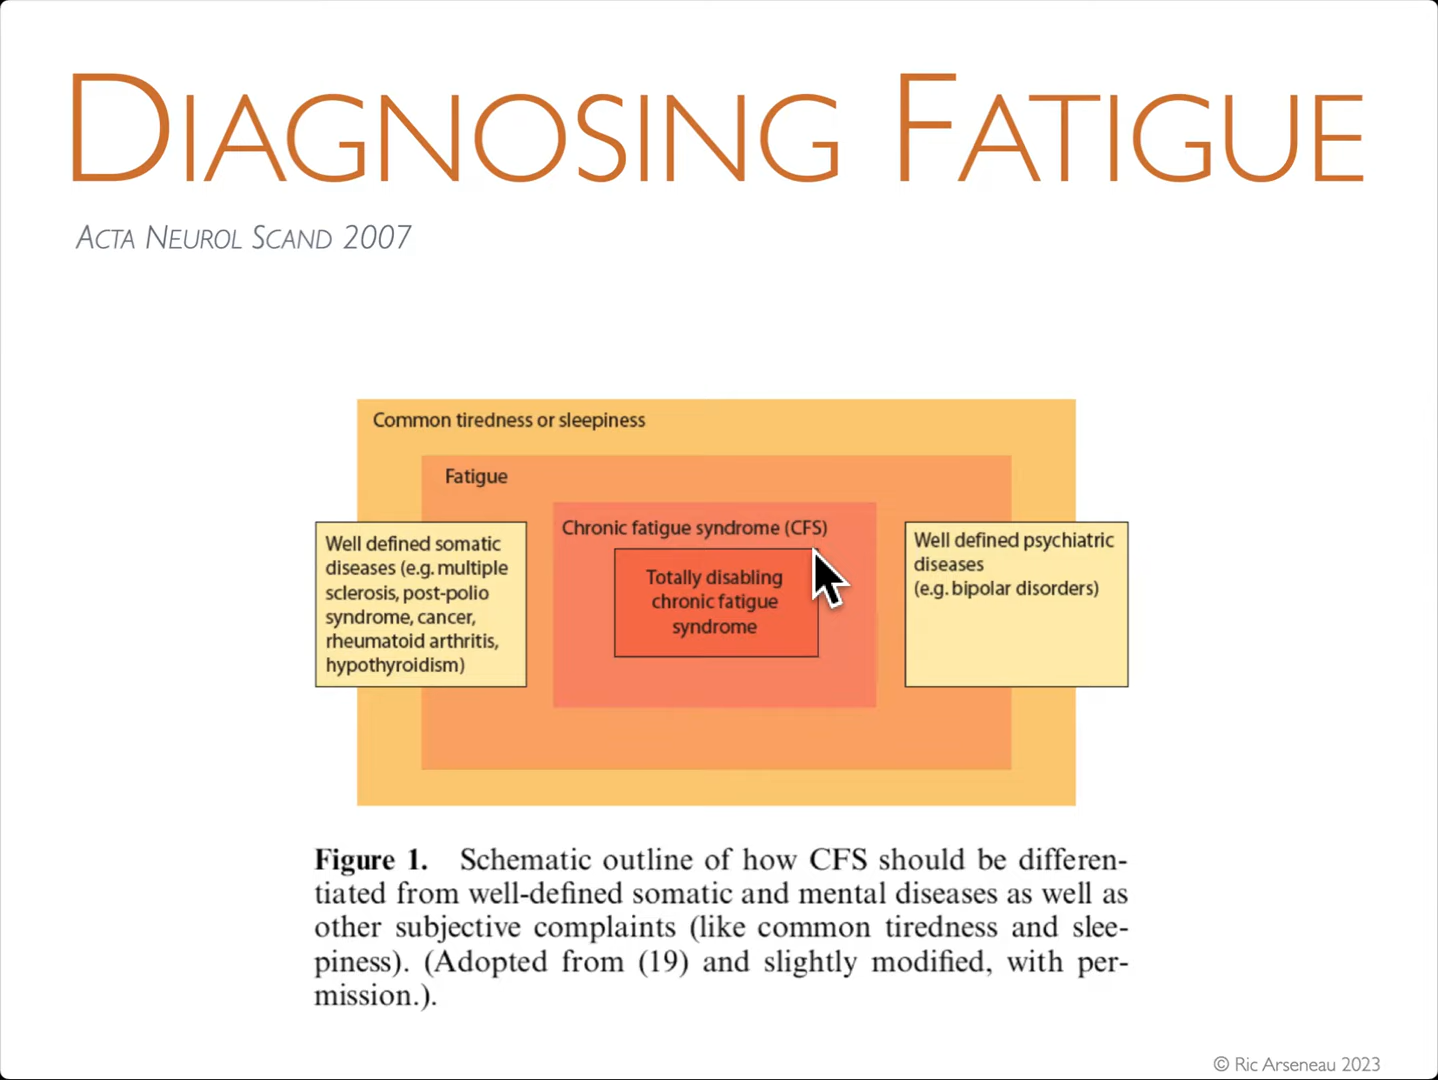 DIAGNOSING FATIGUE
ACTA NEUROL SCAND 2007
Common tiredness or sleepiness
Fatigue
Chronic fatigue syndrome (CFS)
Well defined somatic
diseases (e.g. multiple
sclerosis, post-polio
syndrome, cancer,
rheumatoid arthritis,
hypothyroidism)
Totally disabling
chronic fatigue
syndrome
Well defined psychiatric
diseases
(e.g. bipolar disorders)
Figure 1. Schematic outline of how CFS should be differen-
tiated from well-defined somatic and mental diseases as well as
other subjective complaints (like common tiredness and slee-
piness). (Adopted from (19) and slightly modified, with per-
mission.).
© Ric Arseneau 2023